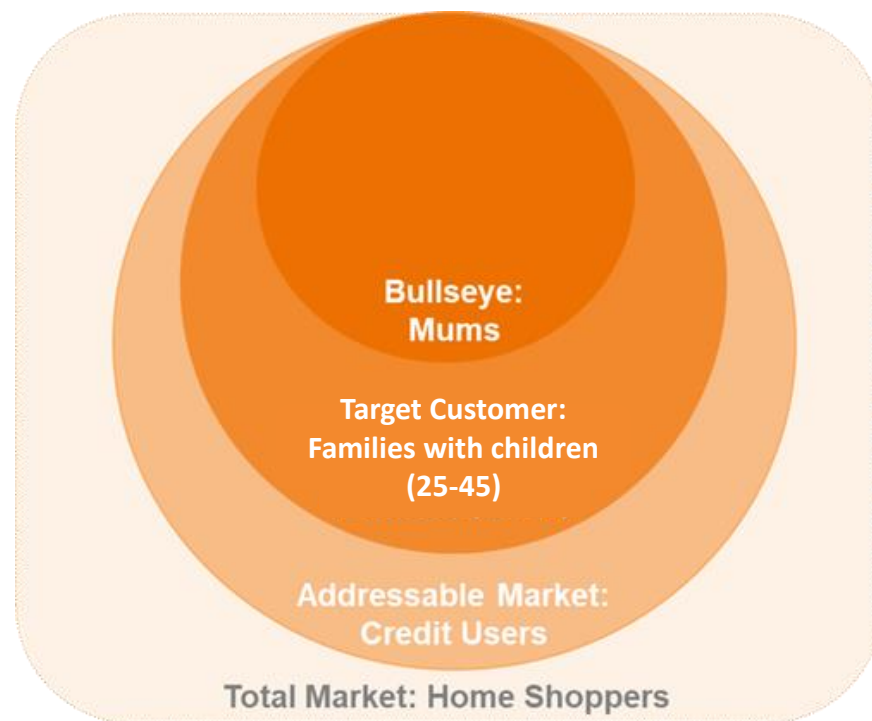 Bullseye:
Mums
Target Customer:
Families with children
(25-45)
Addressable Market:
Credit Users
Total Market: Home Shoppers